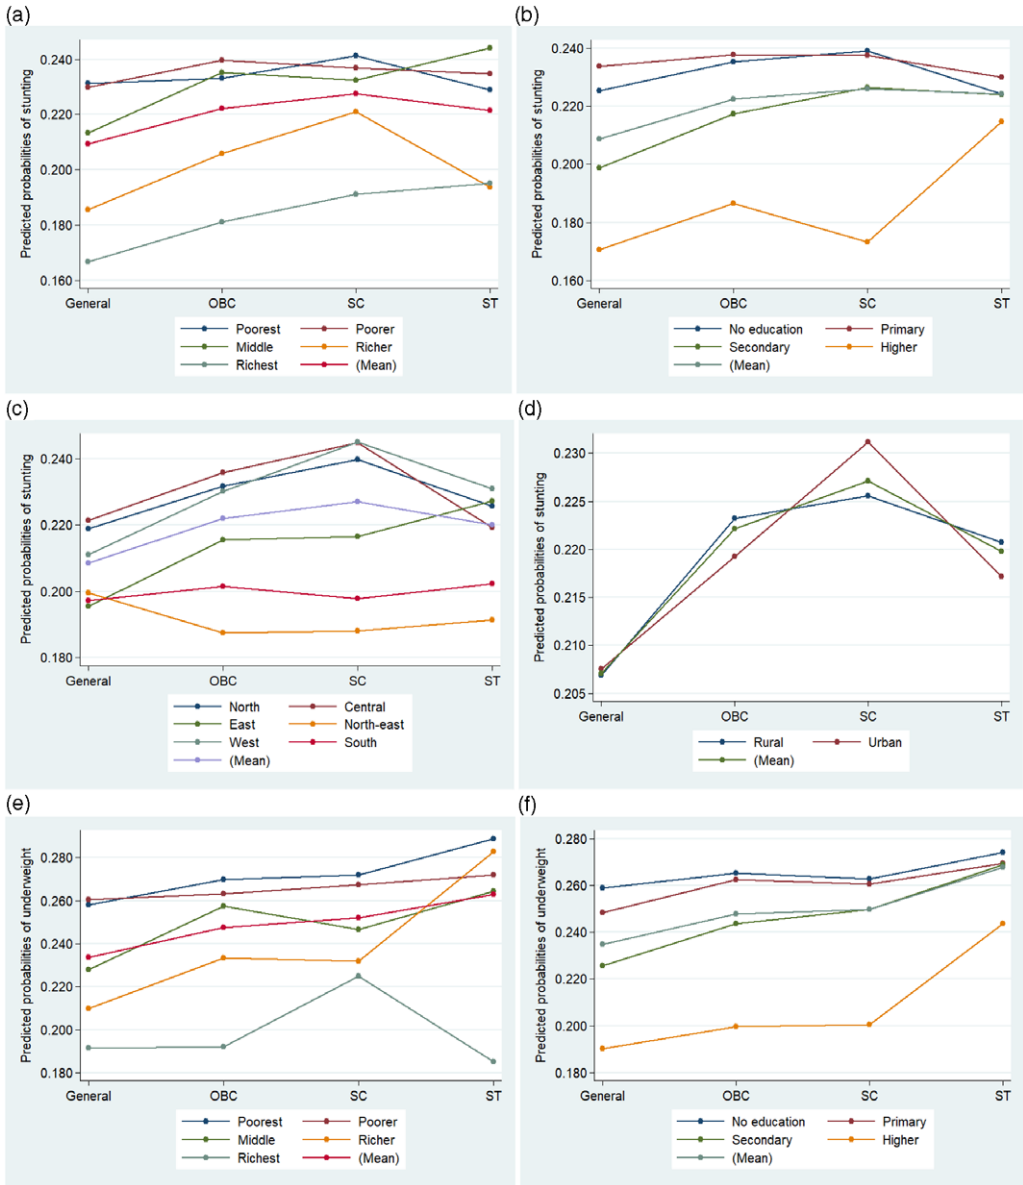 (a)
Predicted probabilities of stunting
0.240
0.220
0.200
0.180
0.160
General OBC SC ST
Poorest Poorer
Middle Richer
Richest (Mean)
(b)
Predicted probabilities of stunting
0.240
0.220
0.200
0.180
0.160
General OBC SC ST
No education Primary
Secondary Higher
(Mean)
(c)
Predicted probabilities of stunting
0.240
0.220
0.200
0.180
General OBC SC ST
North Central
East North-east
West South
(Mean)
(d)
Predicted probabilities of stunting
0.230
0.225
0.220
0.215
0.210
0.205
General OBC SC ST
Rural Urban
(Mean)
(e)
Predicted probabilities of underweight
0.280
0.260
0.240
0.220
0.200
0.180
General OBC SC ST
Poorest Poorer
Middle Richer
Richest (Mean)
(f)
Predicted probabilities of underweight
0.280
0.260
0.240
0.220
0.200
0.180
General OBC SC ST
No education Primary
Secondary Higher
(Mean)